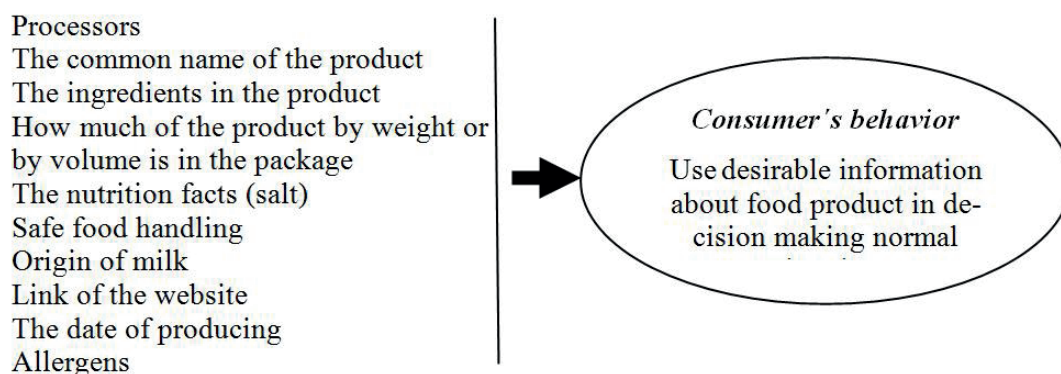 Processors
The common name of the product
The ingredients in the product
How much of the product by weight or
by volume is in the package
The nutrition facts (salt)
Safe food handling
Origin of milk
Link of the website
The date of producing
Allergens
Consumer´s behavior
Use desirable information
about food product in de-
cision making normal